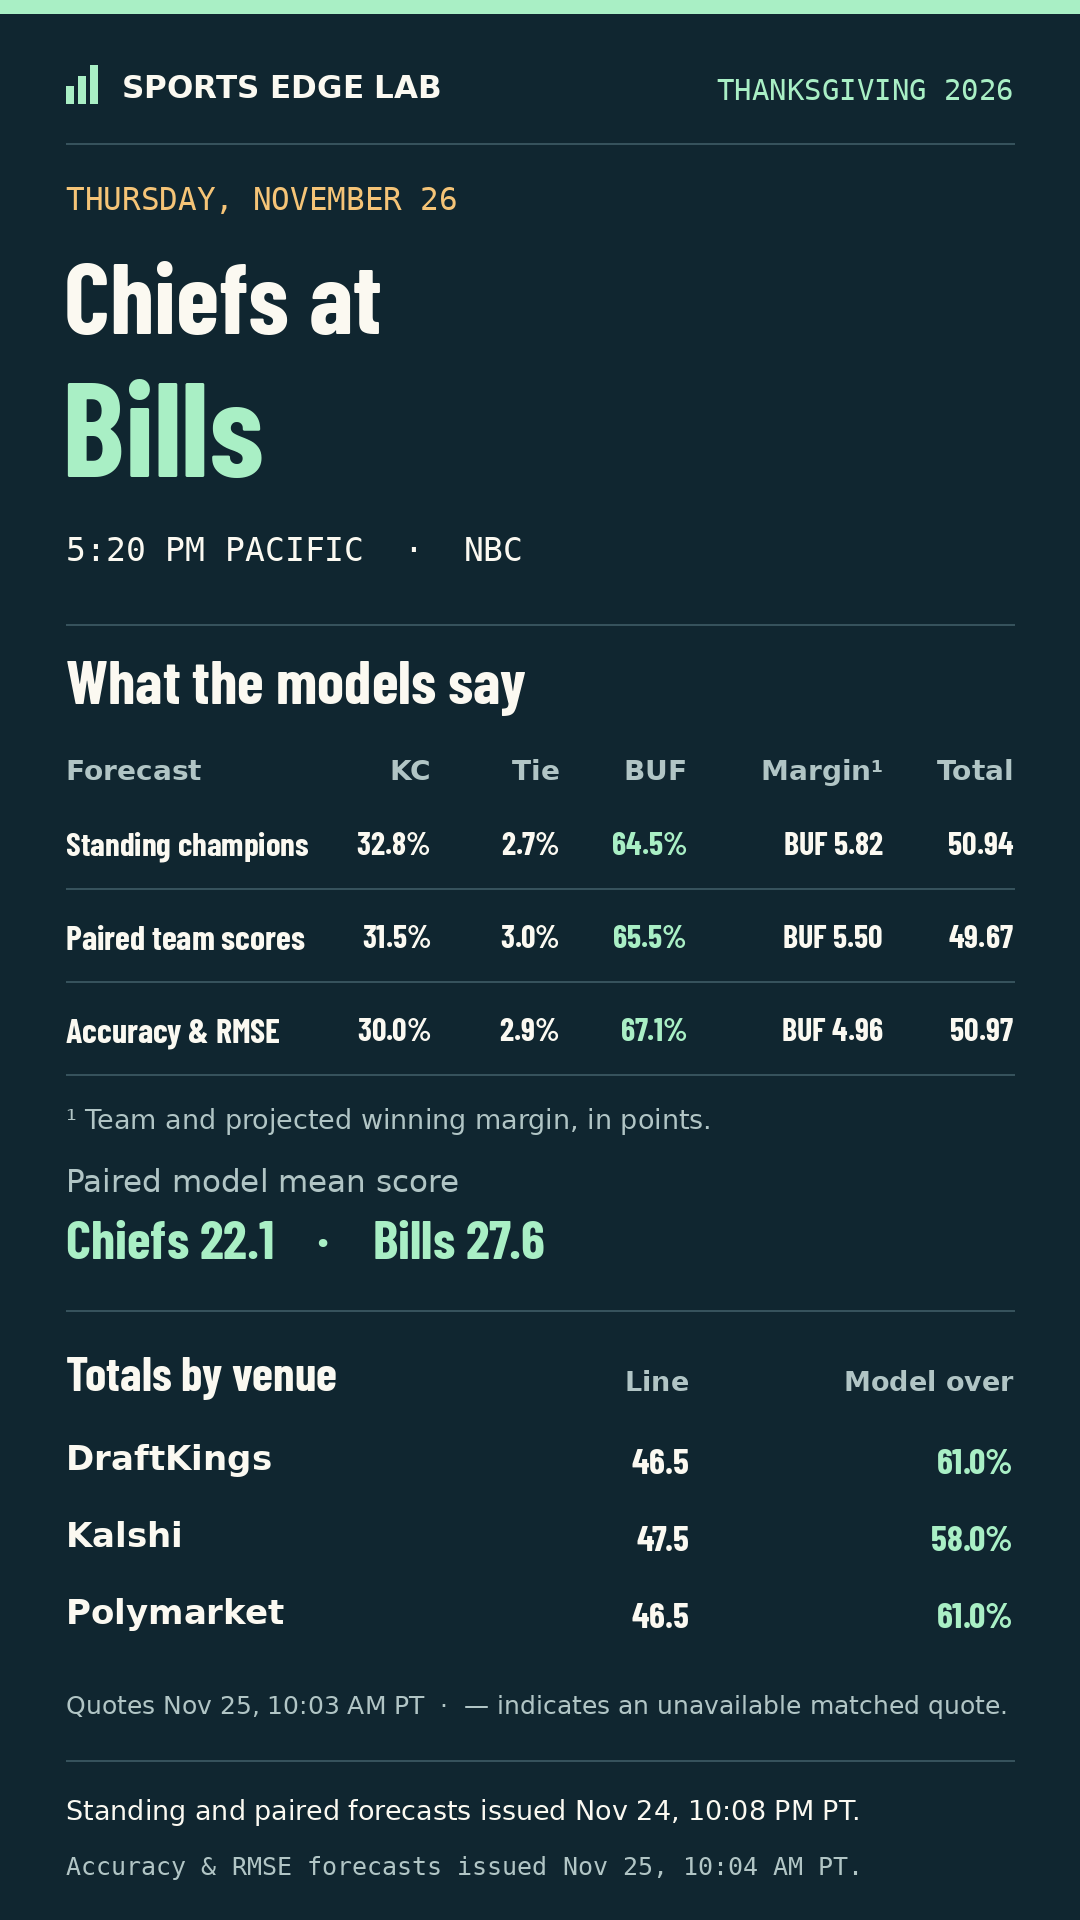 SPORTS EDGE LAB THANKSGIVING 2026
THURSDAY, NOVEMBER 26
Chiefs at
Bills
5:20 PM PACIFIC · NBC
What the models say
Forecast KC Tie BUF Margin¹ Total
Standing champions 32.8% 2.7% 64.5% BUF 5.82 50.94
Paired team scores 31.5% 3.0% 65.5% BUF 5.50 49.67
Accuracy & RMSE 30.0% 2.9% 67.1% BUF 4.96 50.97
¹ Team and projected winning margin, in points.
Paired model mean score
Chiefs 22.1 · Bills 27.6
Totals by venue Line Model over
DraftKings 46.5 61.0%
Kalshi 47.5 58.0%
Polymarket 46.5 61.0%
Quotes Nov 25, 10:03 AM PT · — indicates an unavailable matched quote.
Standing and paired forecasts issued Nov 24, 10:08 PM PT.
Accuracy & RMSE forecasts issued Nov 25, 10:04 AM PT.